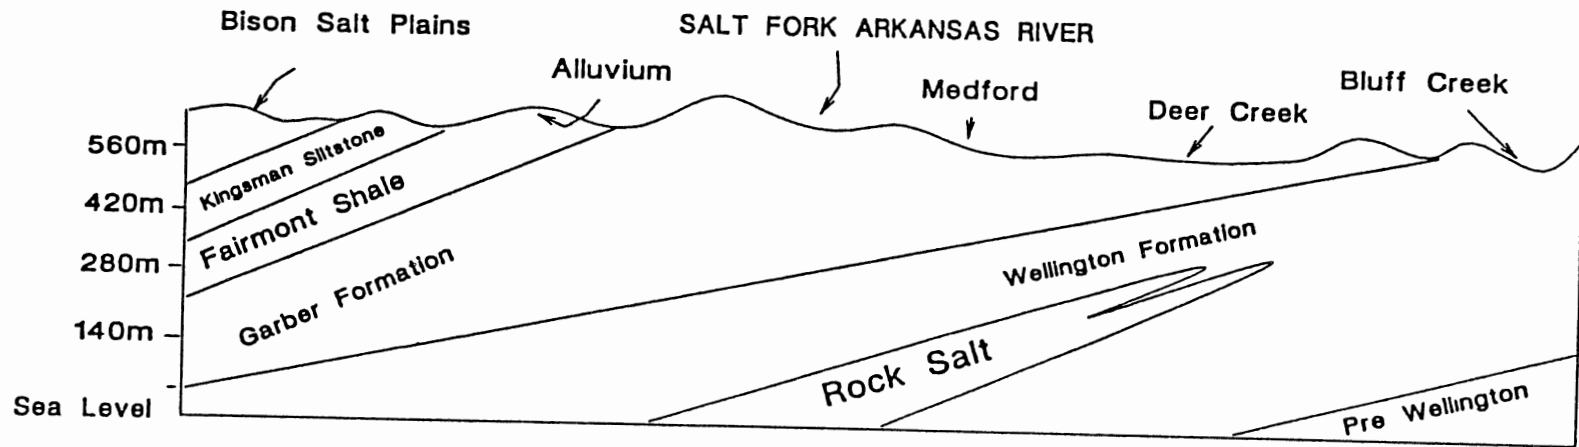 Bison Salt Plains
SALT FORK ARKANSAS RIVER
Alluvium
Medford
Bluff Creek
Deer Creek
560m
420m
280m
140m
Sea Level
Kingsman Siltstone
Fairmont Shale
Garber Formation
Wellington Formation
Rock Salt
Pre Wellington